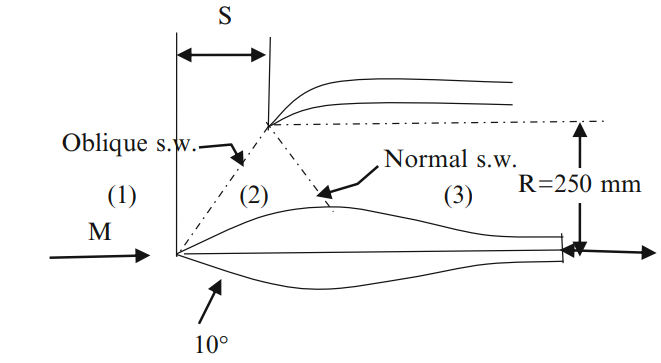 S
Oblique s.w.
Normal s.w.
(1)
(2)
(3)
R=250 mm
M
10°